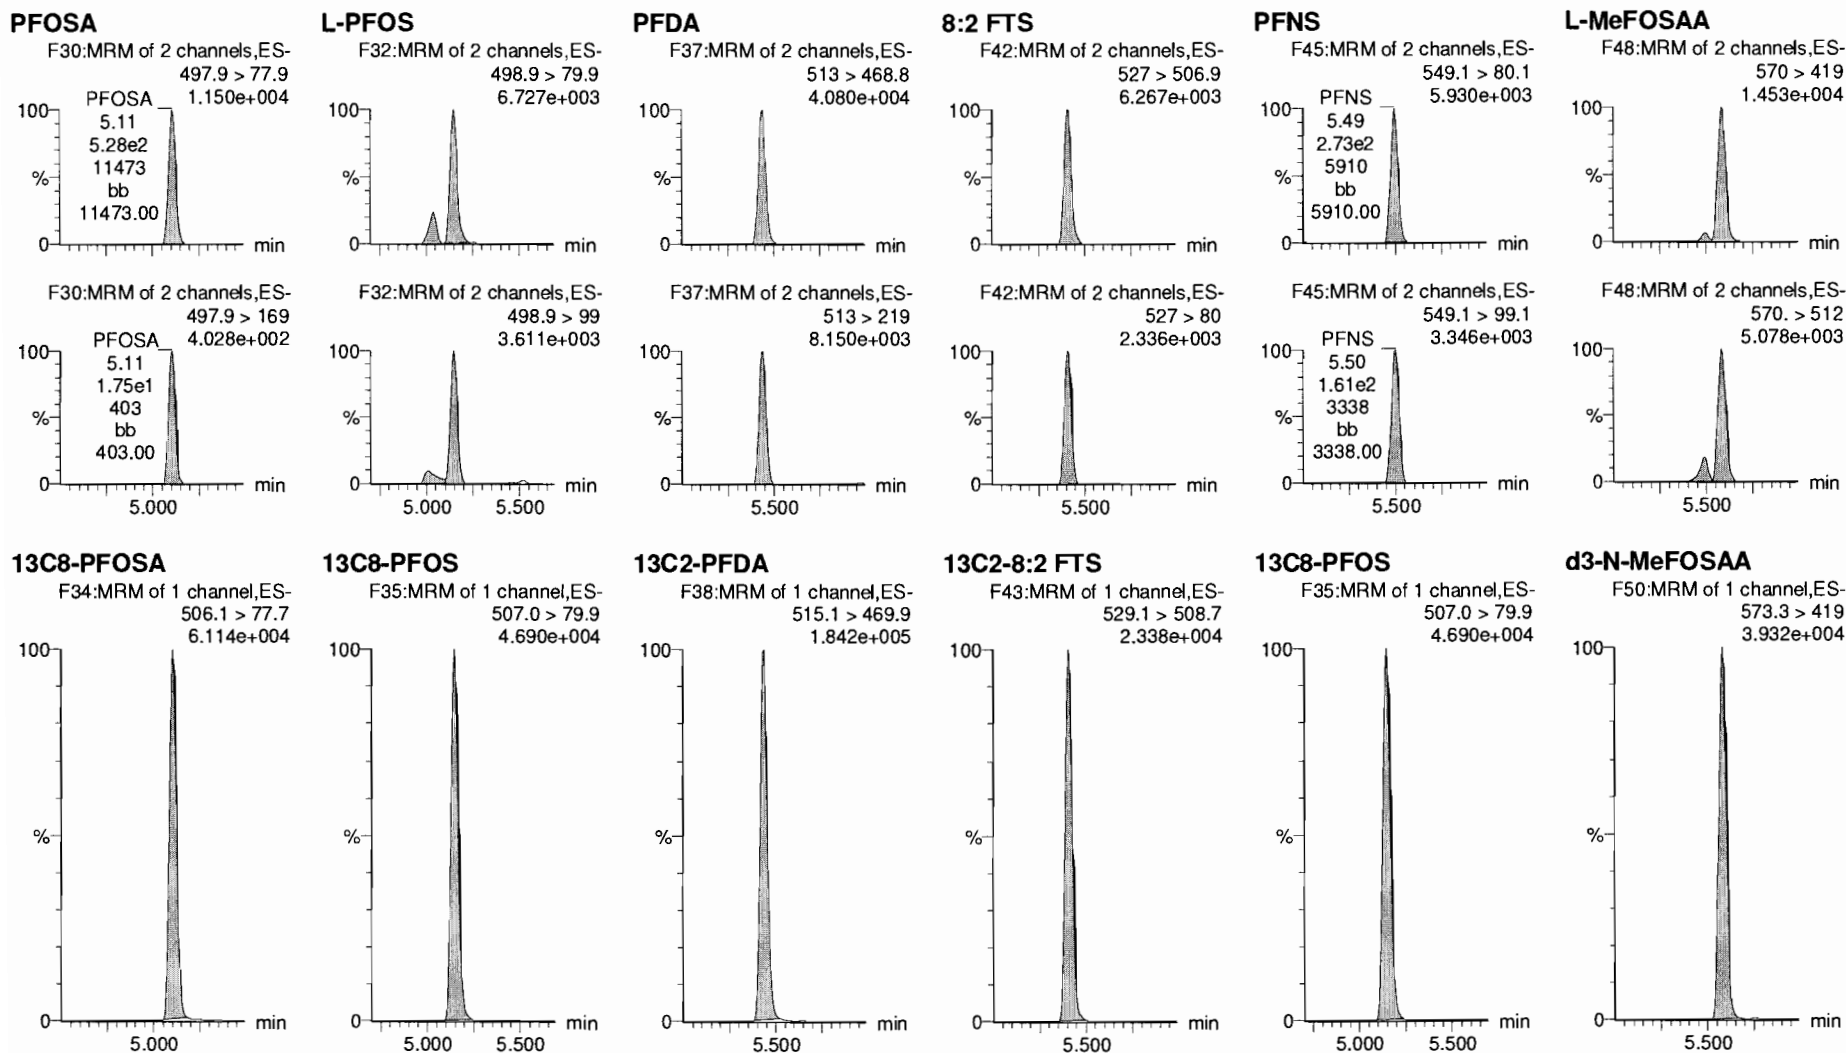 PFOSA
F30:MRM of 2 channels,ES-
497.9 > 77.9
1.150e+004
100
PFOSA
5.11
5.28e2
11473
bb
11473.00
%
0
min
F30:MRM of 2 channels,ES-
497.9 > 169
4.028e+002
100
PFOSA
5.11
1.75e1
403
bb
403.00
%
0
min
5.000
L-PFOS
F32:MRM of 2 channels,ES-
498.9 > 79.9
6.727e+003
100
%
0
min
F32:MRM of 2 channels,ES-
498.9 > 99
3.611e+003
100
%
0
min
5.000 5.500
PFDA
F37:MRM of 2 channels,ES-
513 > 468.8
4.080e+004
100
%
0
min
F37:MRM of 2 channels,ES-
513 > 219
8.150e+003
100
%
0
min
5.500
8:2 FTS
F42:MRM of 2 channels,ES-
527 > 506.9
6.267e+003
100
%
0
min
F42:MRM of 2 channels,ES-
527 > 80
2.336e+003
100
%
0
min
5.500
PFNS
F45:MRM of 2 channels,ES-
549.1 > 80.1
5.930e+003
100
PFNS
5.49
2.73e2
5910
bb
5910.00
%
0
min
F45:MRM of 2 channels,ES-
549.1 > 99.1
3.346e+003
100
PFNS
5.50
1.61e2
3338
bb
3338.00
%
0
min
5.500
L-MeFOSAA
F48:MRM of 2 channels,ES-
570 > 419
1.453e+004
100
%
0
min
F48:MRM of 2 channels,ES-
570. > 512
5.078e+003
100
%
0
min
5.500
13C8-PFOSA
F34:MRM of 1 channel,ES-
506.1 > 77.7
6.114e+004
100
%
0
min
5.000
13C8-PFOS
F35:MRM of 1 channel,ES-
507.0 > 79.9
4.690e+004
100
%
0
min
5.000 5.500
13C2-PFDA
F38:MRM of 1 channel,ES-
515.1 > 469.9
1.842e+005
100
%
0
min
5.500
13C2-8:2 FTS
F43:MRM of 1 channel,ES-
529.1 > 508.7
2.338e+004
100
%
0
min
5.500
13C8-PFOS
F35:MRM of 1 channel,ES-
507.0 > 79.9
4.690e+004
100
%
0
min
5.000 5.500
d3-N-MeFOSAA
F50:MRM of 1 channel,ES-
573.3 > 419
3.932e+004
100
%
0
min
5.500